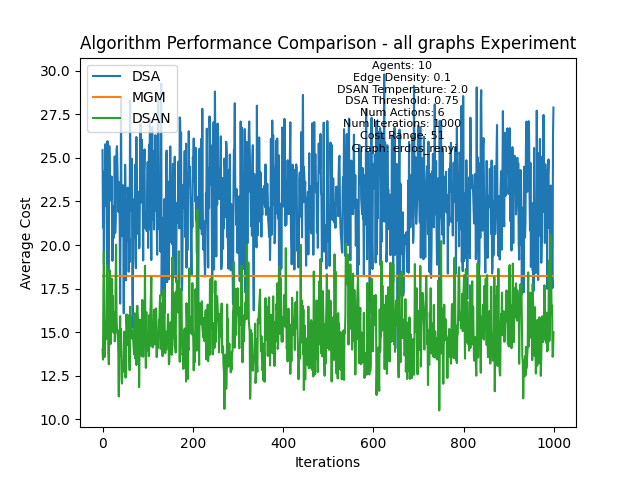 Algorithm Performance Comparison - all graphs Experiment
DSA
MGM
DSAN
Agents: 10
Edge Density: 0.1
DSAN Temperature: 2.0
DSA Threshold: 0.75
Num Actions: 6
Num Iterations: 1000
Cost Range: 51
Graph: erdos_renyi
Average Cost
30.0
27.5
25.0
22.5
20.0
17.5
15.0
12.5
10.0
0
200
400
600
800
1000
Iterations